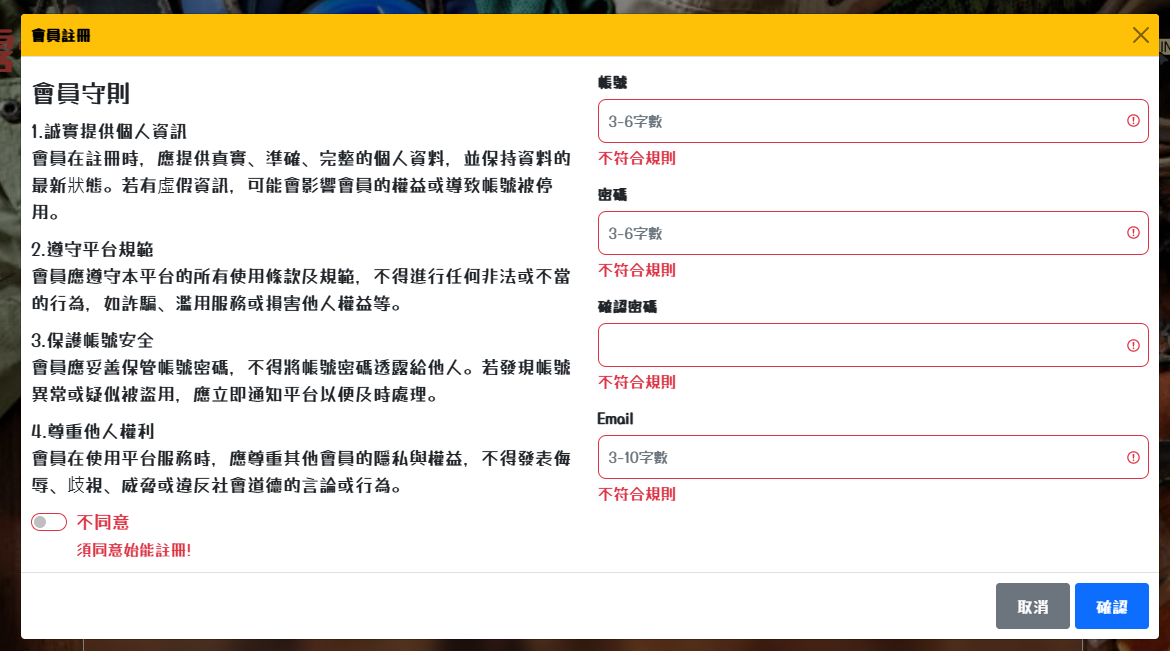 會員註冊
會員守則
1.誠實提供個人資訊
會員在註冊時，應提供真實、準確、完整的個人資料，並保持資料的
最新狀態。若有虛假資訊，可能會影響會員的權益或導致帳號被停
用。
2.遵守平台規範
會員應遵守本平台的所有使用條款及規範，不得進行任何非法或不當
的行為，如詐騙、濫用服務或損害他人權益等。
3.保護帳號安全
會員應妥善保管帳號密碼，不得將帳號密碼透露給他人。若發現帳號
異常或疑似被盜用，應立即通知平台以便及時處理。
4.尊重他人權利
會員在使用平台服務時，應尊重其他會員的隱私與權益，不得發表侮
辱、歧視、威脅或違反社會道德的言論或行為。
不同意
須同意始能註冊!
帳號
3-6字數
不符合規則
密碼
3-6字數
不符合規則
確認密碼
不符合規則
Email
3-10字數
不符合規則
取消
確認